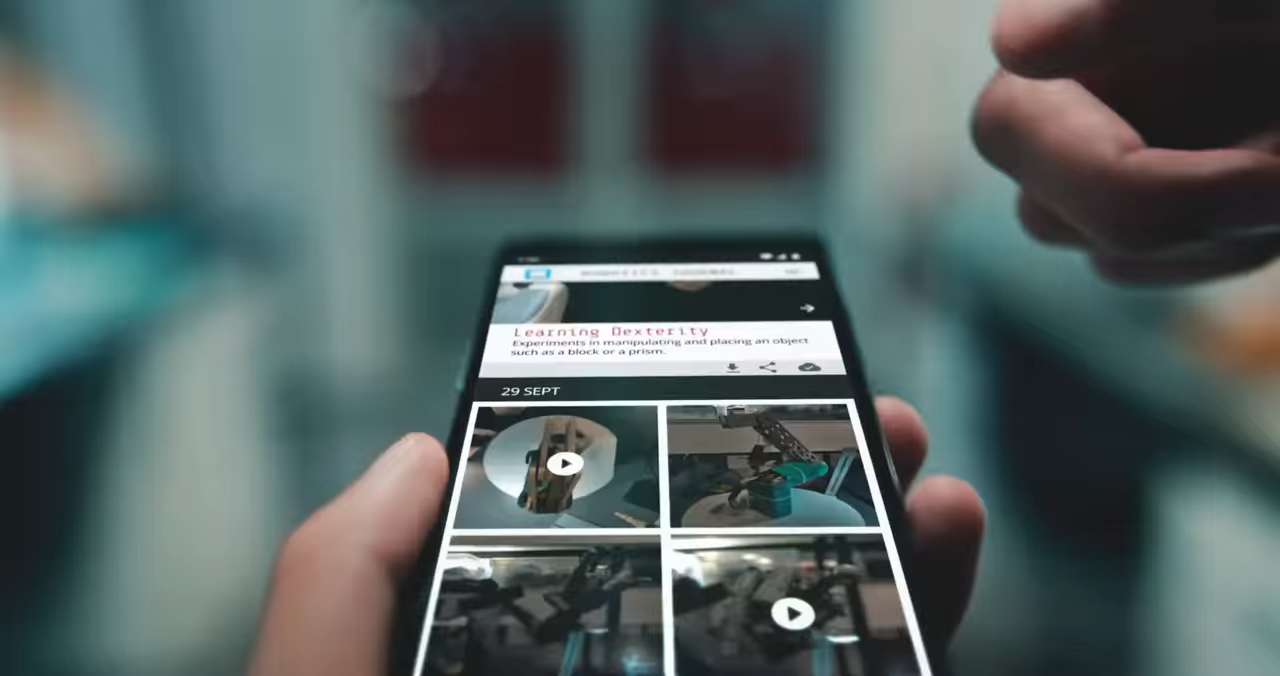 Learning Dexterity
Experiments in manipulating and placing an object
such as a block or a prism.
29 SEPT